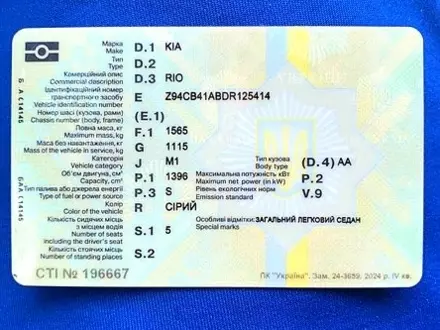 Марка D.1 KIA
Make
Тип D.2
Type
Комерційний опис D.3 RIO
Commercial description
Ідентифікаційний номер
транспортного засобу E Z94CB41ABDR125414
Vehicle identification number
Номер шасі (кузова, рами) (E.1)
Chassis number (body, frame)
Повна маса, кг F.1 1565
Maximum mass, kg
Маса без навантаження, кг G 1115
Mass of the vehicle in service, kg
Категорія J M1 Тип кузова (D.4) AA
Vehicle category Body type
Об'єм двигуна, см³ P.1 1396 Максимальна потужність кВт P.2
Capacity, cm³ Maximum net power (in kW)
Тип палива або джерела енергії P.3 S Рівень екологічних норм V.9
Type of fuel or power source Environmental
Колір R СІРИЙ
Color of the vehicle
Кількість сидячих місць S.1 5 Особливі відмітки: ЗАГАЛЬНИЙ ЛЕГКОВИЙ СЕДАН
з місцем водія Special marks
Number of seats
including the driver's seat
Кількість стоячих місць S.2
Number of standing places
СТІ № 196667
ПК "Україна". Зам. 24-3659. 2024 р. IV кв.